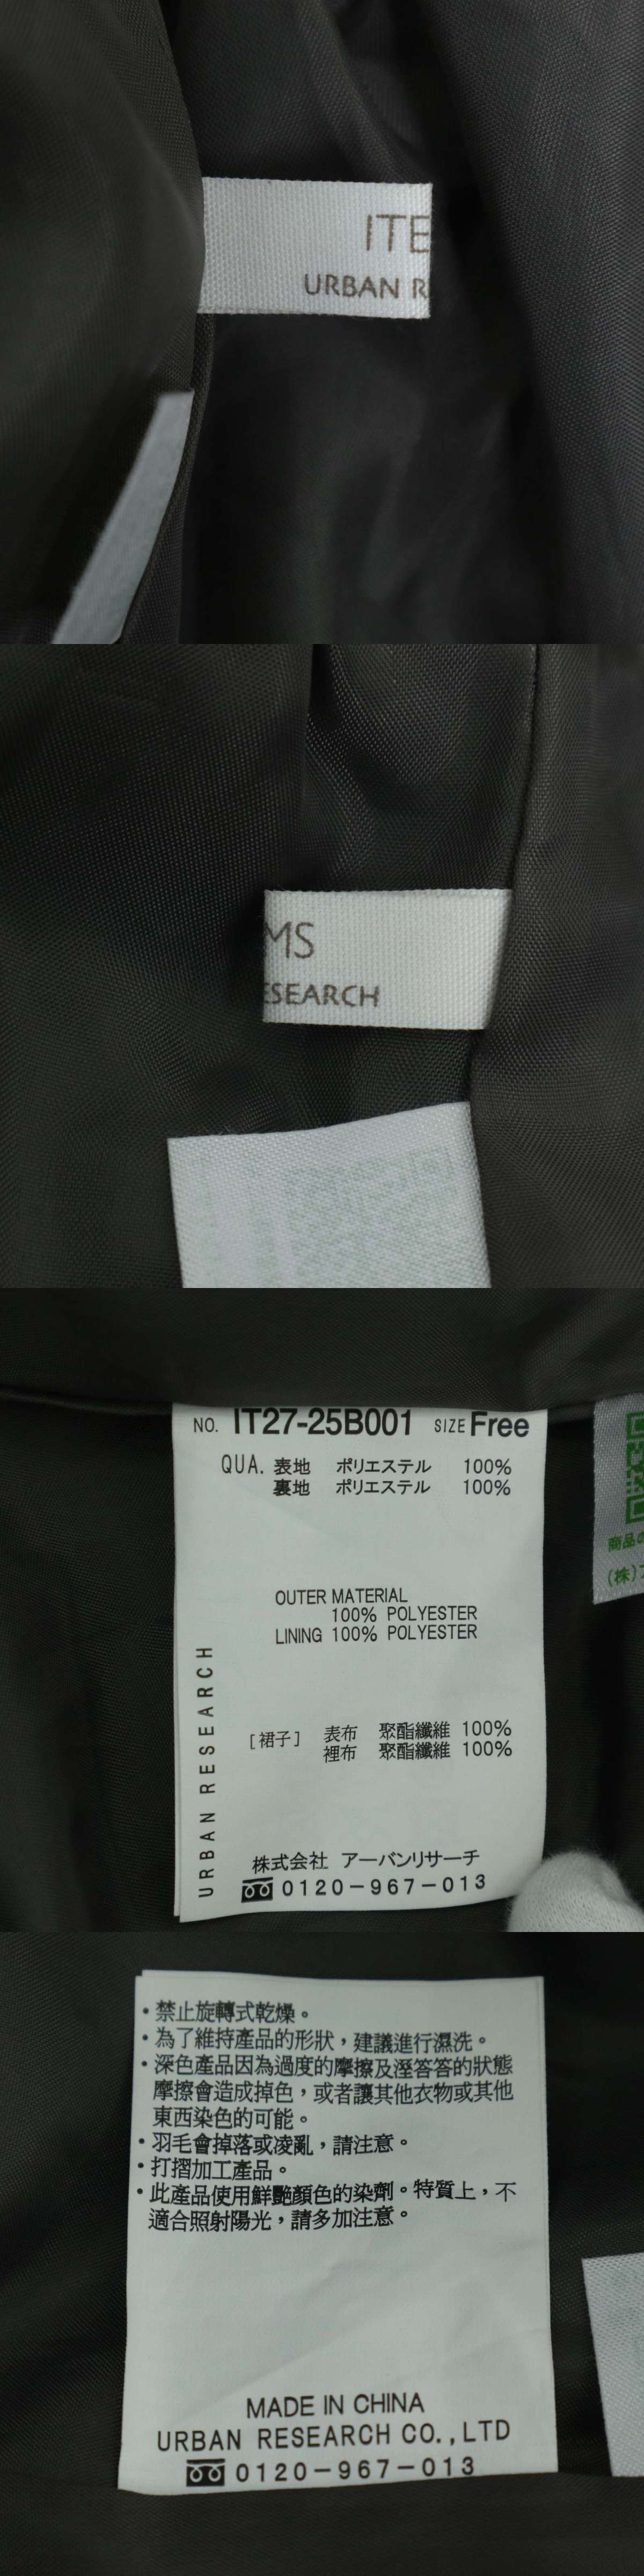 ITE
URBAN R
MS
ESEARCH
NO. IT27-25B001 SIZE Free
QUA. 表地 ポリエステル 100%
裏地 ポリエステル 100%
OUTER MATERIAL
100% POLYESTER
LINING 100% POLYESTER
[裙子] 表布 聚酯纖維 100%
裡布 聚酯纖維 100%
URBAN RESEARCH
株式会社 アーバンリサーチ
0120-967-013
商品の
(株)
・禁止旋轉式乾燥。
・為了維持產品的形狀，建議進行濕洗。
・深色產品因為過度的摩擦及溼答答的狀態
摩擦會造成掉色，或者讓其他衣物或其他
東西染色的可能。
・羽毛會掉落或凌亂，請注意。
・打摺加工產品。
・此產品使用鮮艷顏色的染劑。特質上，不
適合照射陽光，請多加注意。
MADE IN CHINA
URBAN RESEARCH CO.,LTD
0120-967-013